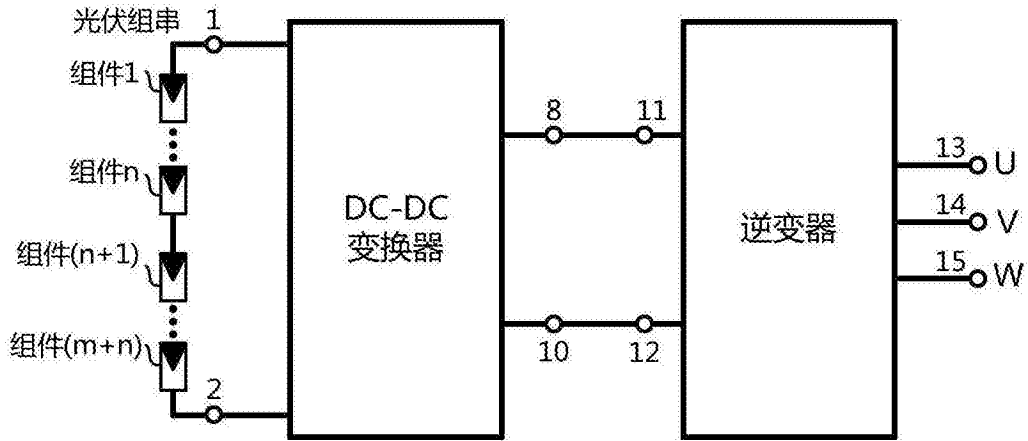 光伏组串 1
组件1
组件n
组件(n+1)
组件(m+n)
2
DC-DC
变换器
8 11
10 12
逆变器
13 U
14 V
15 W